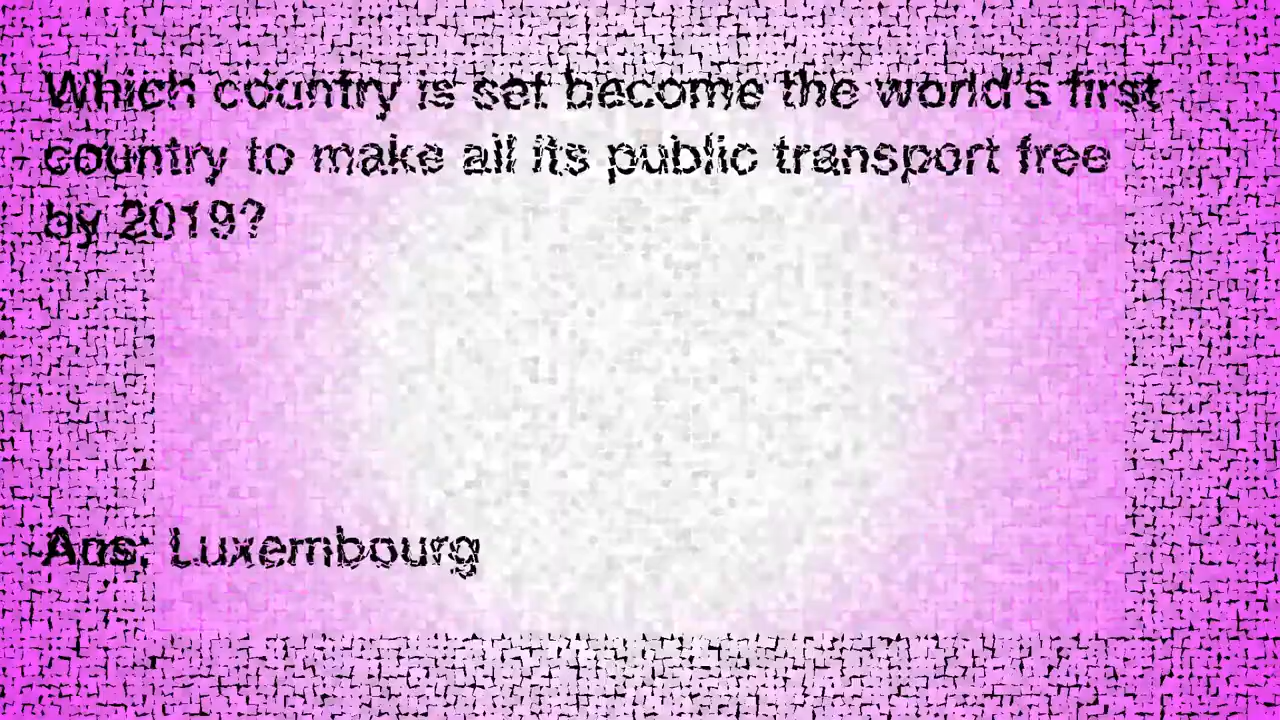 Which country is set become the world's first
country to make all its public transport free
by 2019?
Ans: Luxembourg